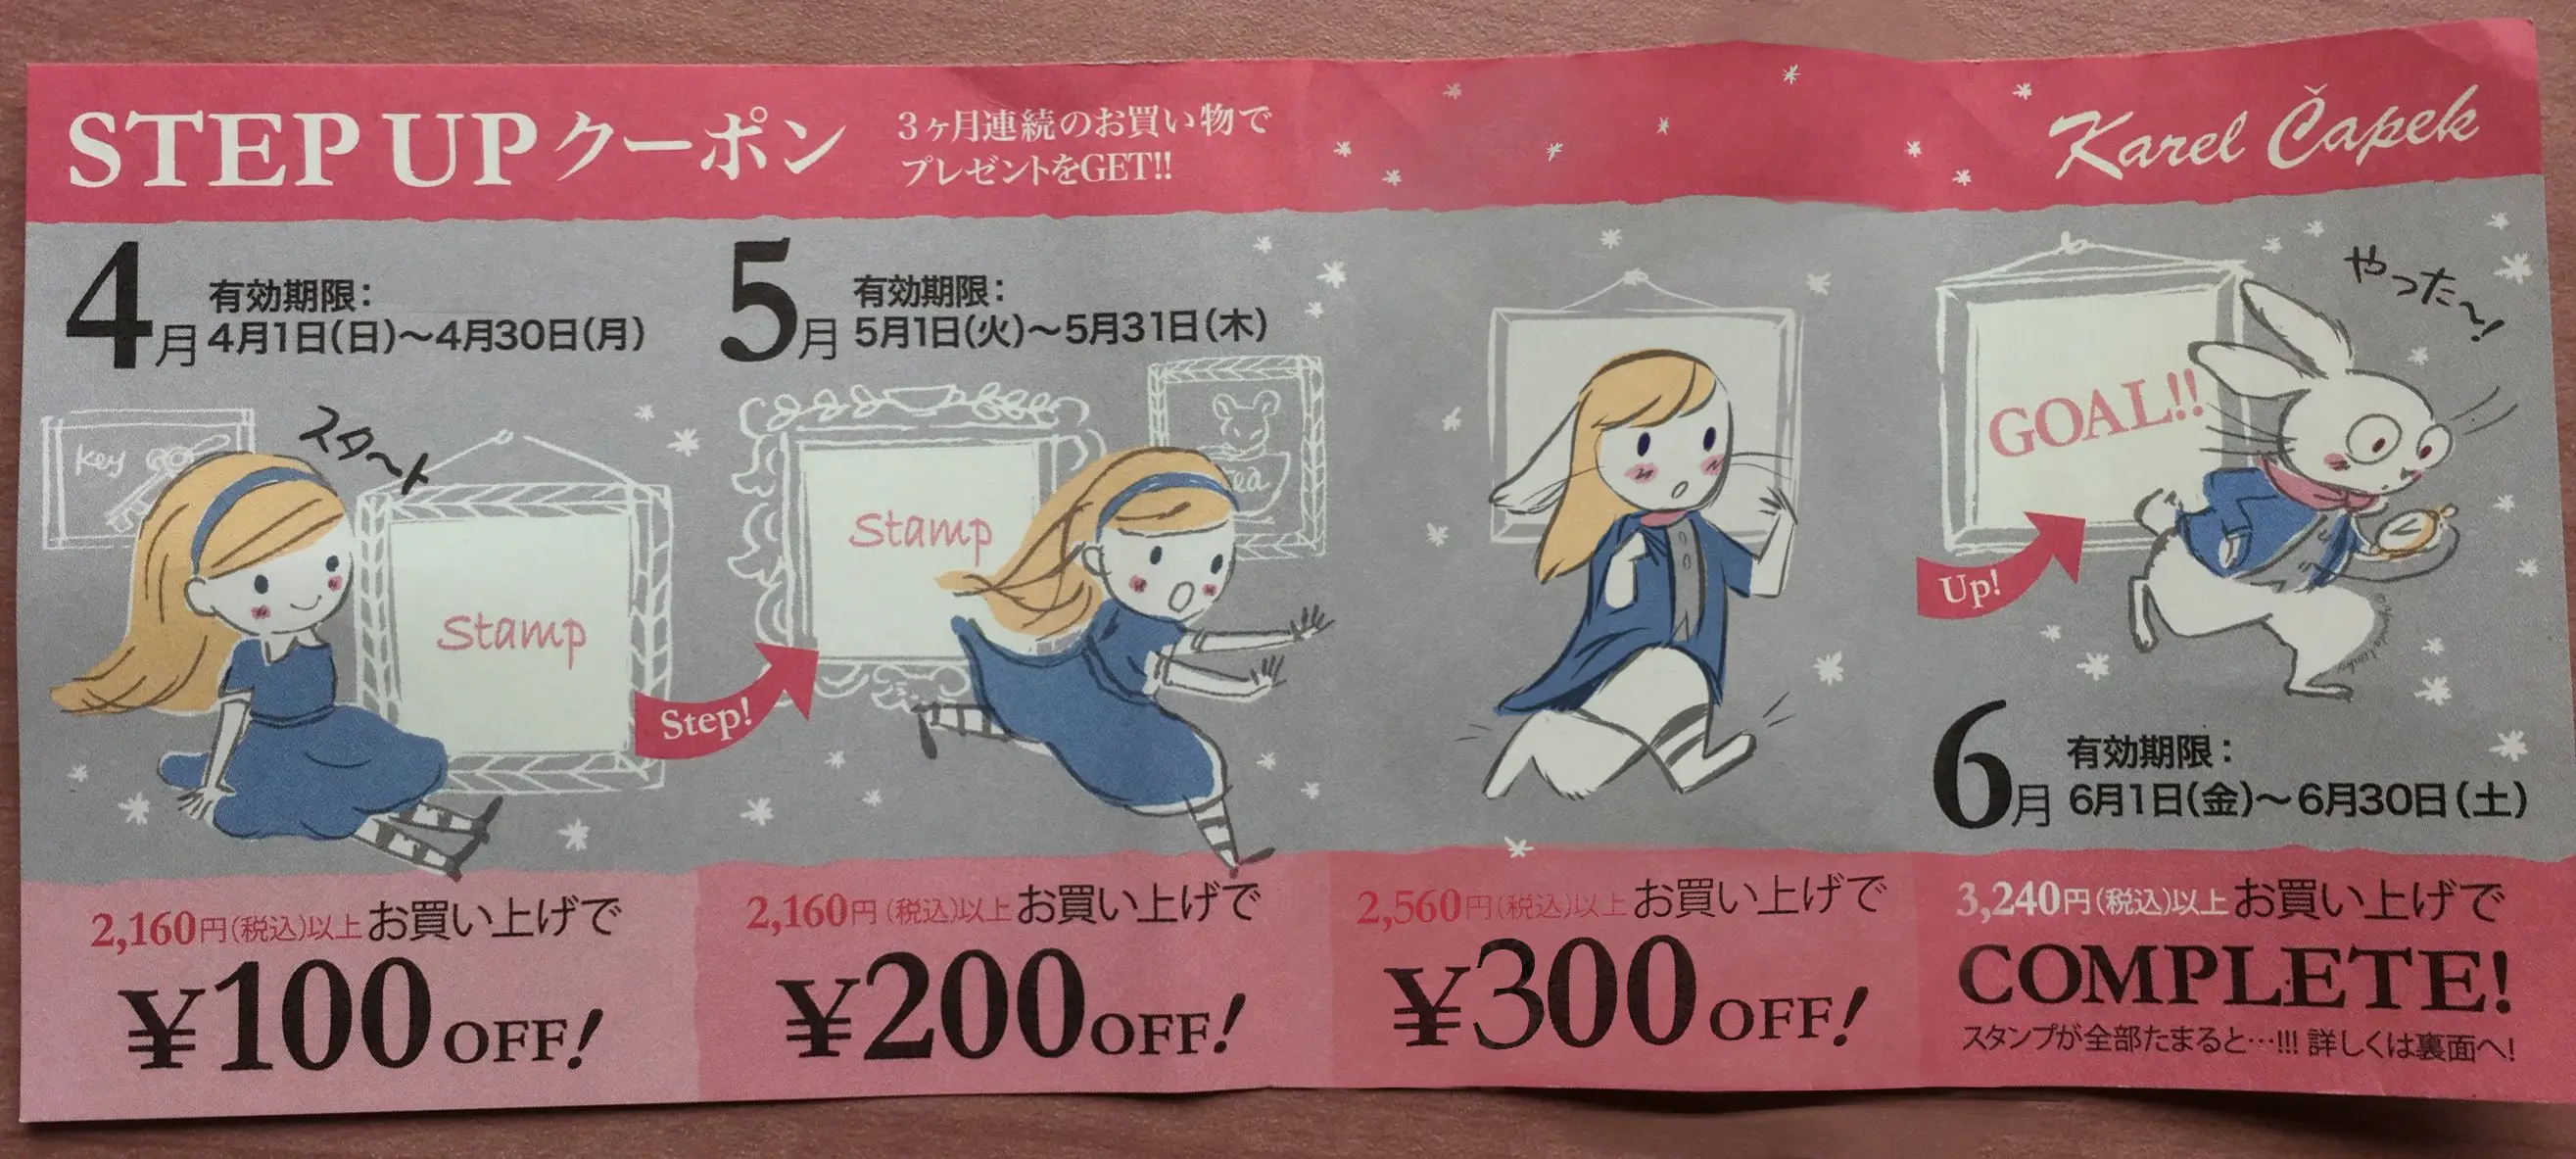 STEP UP クーポン
3ヶ月連続のお買い物で
プレゼントをGET!!
Karel Čapek
4月
有効期限：
4月1日(日)〜4月30日(月)
key
スタート
Stamp
Step!
2,160円(税込)以上お買い上げで
¥100 OFF!
5月
有効期限：
5月1日(火)〜5月31日(木)
Stamp
2,160円(税込)以上お買い上げで
¥200 OFF!
2,560円(税込)以上お買い上げで
¥300 OFF!
GOAL!!
やった〜!
Up!
6月
有効期限：
6月1日(金)〜6月30日(土)
3,240円(税込)以上お買い上げで
COMPLETE!
スタンプが全部たまると…!!! 詳しくは裏面へ!